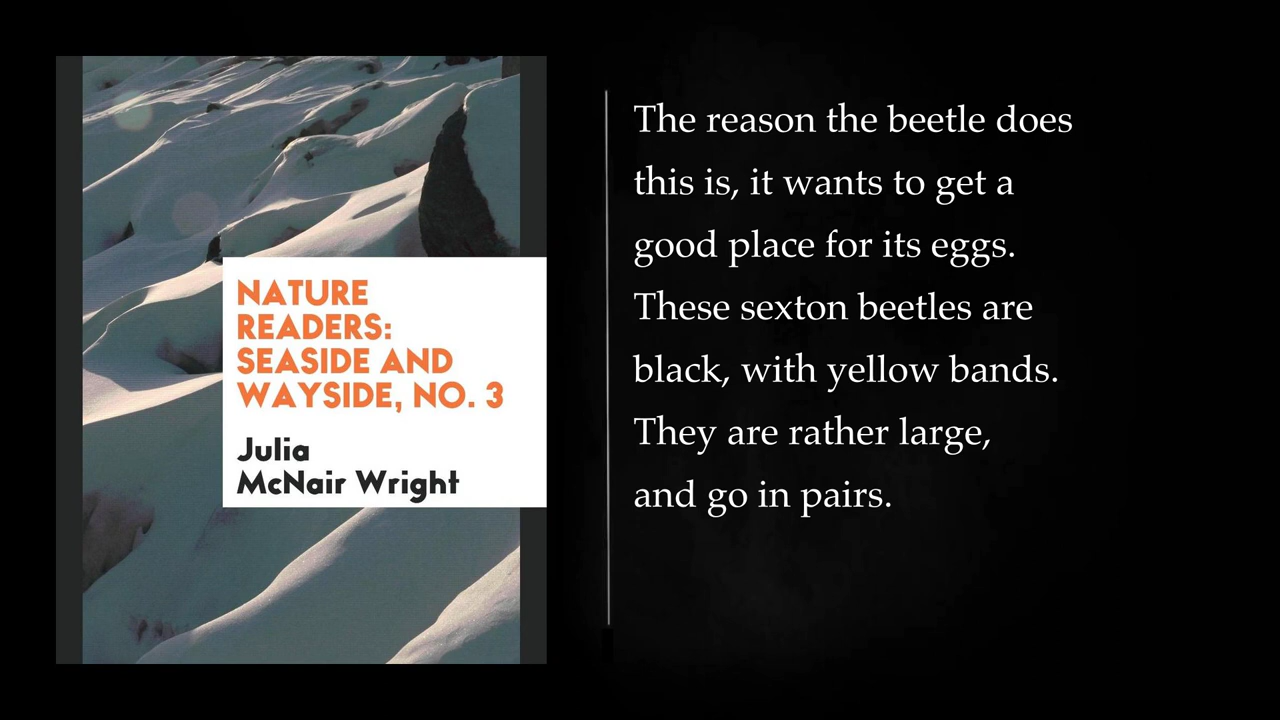 NATURE
READERS:
SEASIDE AND
WAYSIDE, NO. 3
Julia
McNair Wright
The reason the beetle does
this is, it wants to get a
good place for its eggs.
These sexton beetles are
black, with yellow bands.
They are rather large,
and go in pairs.